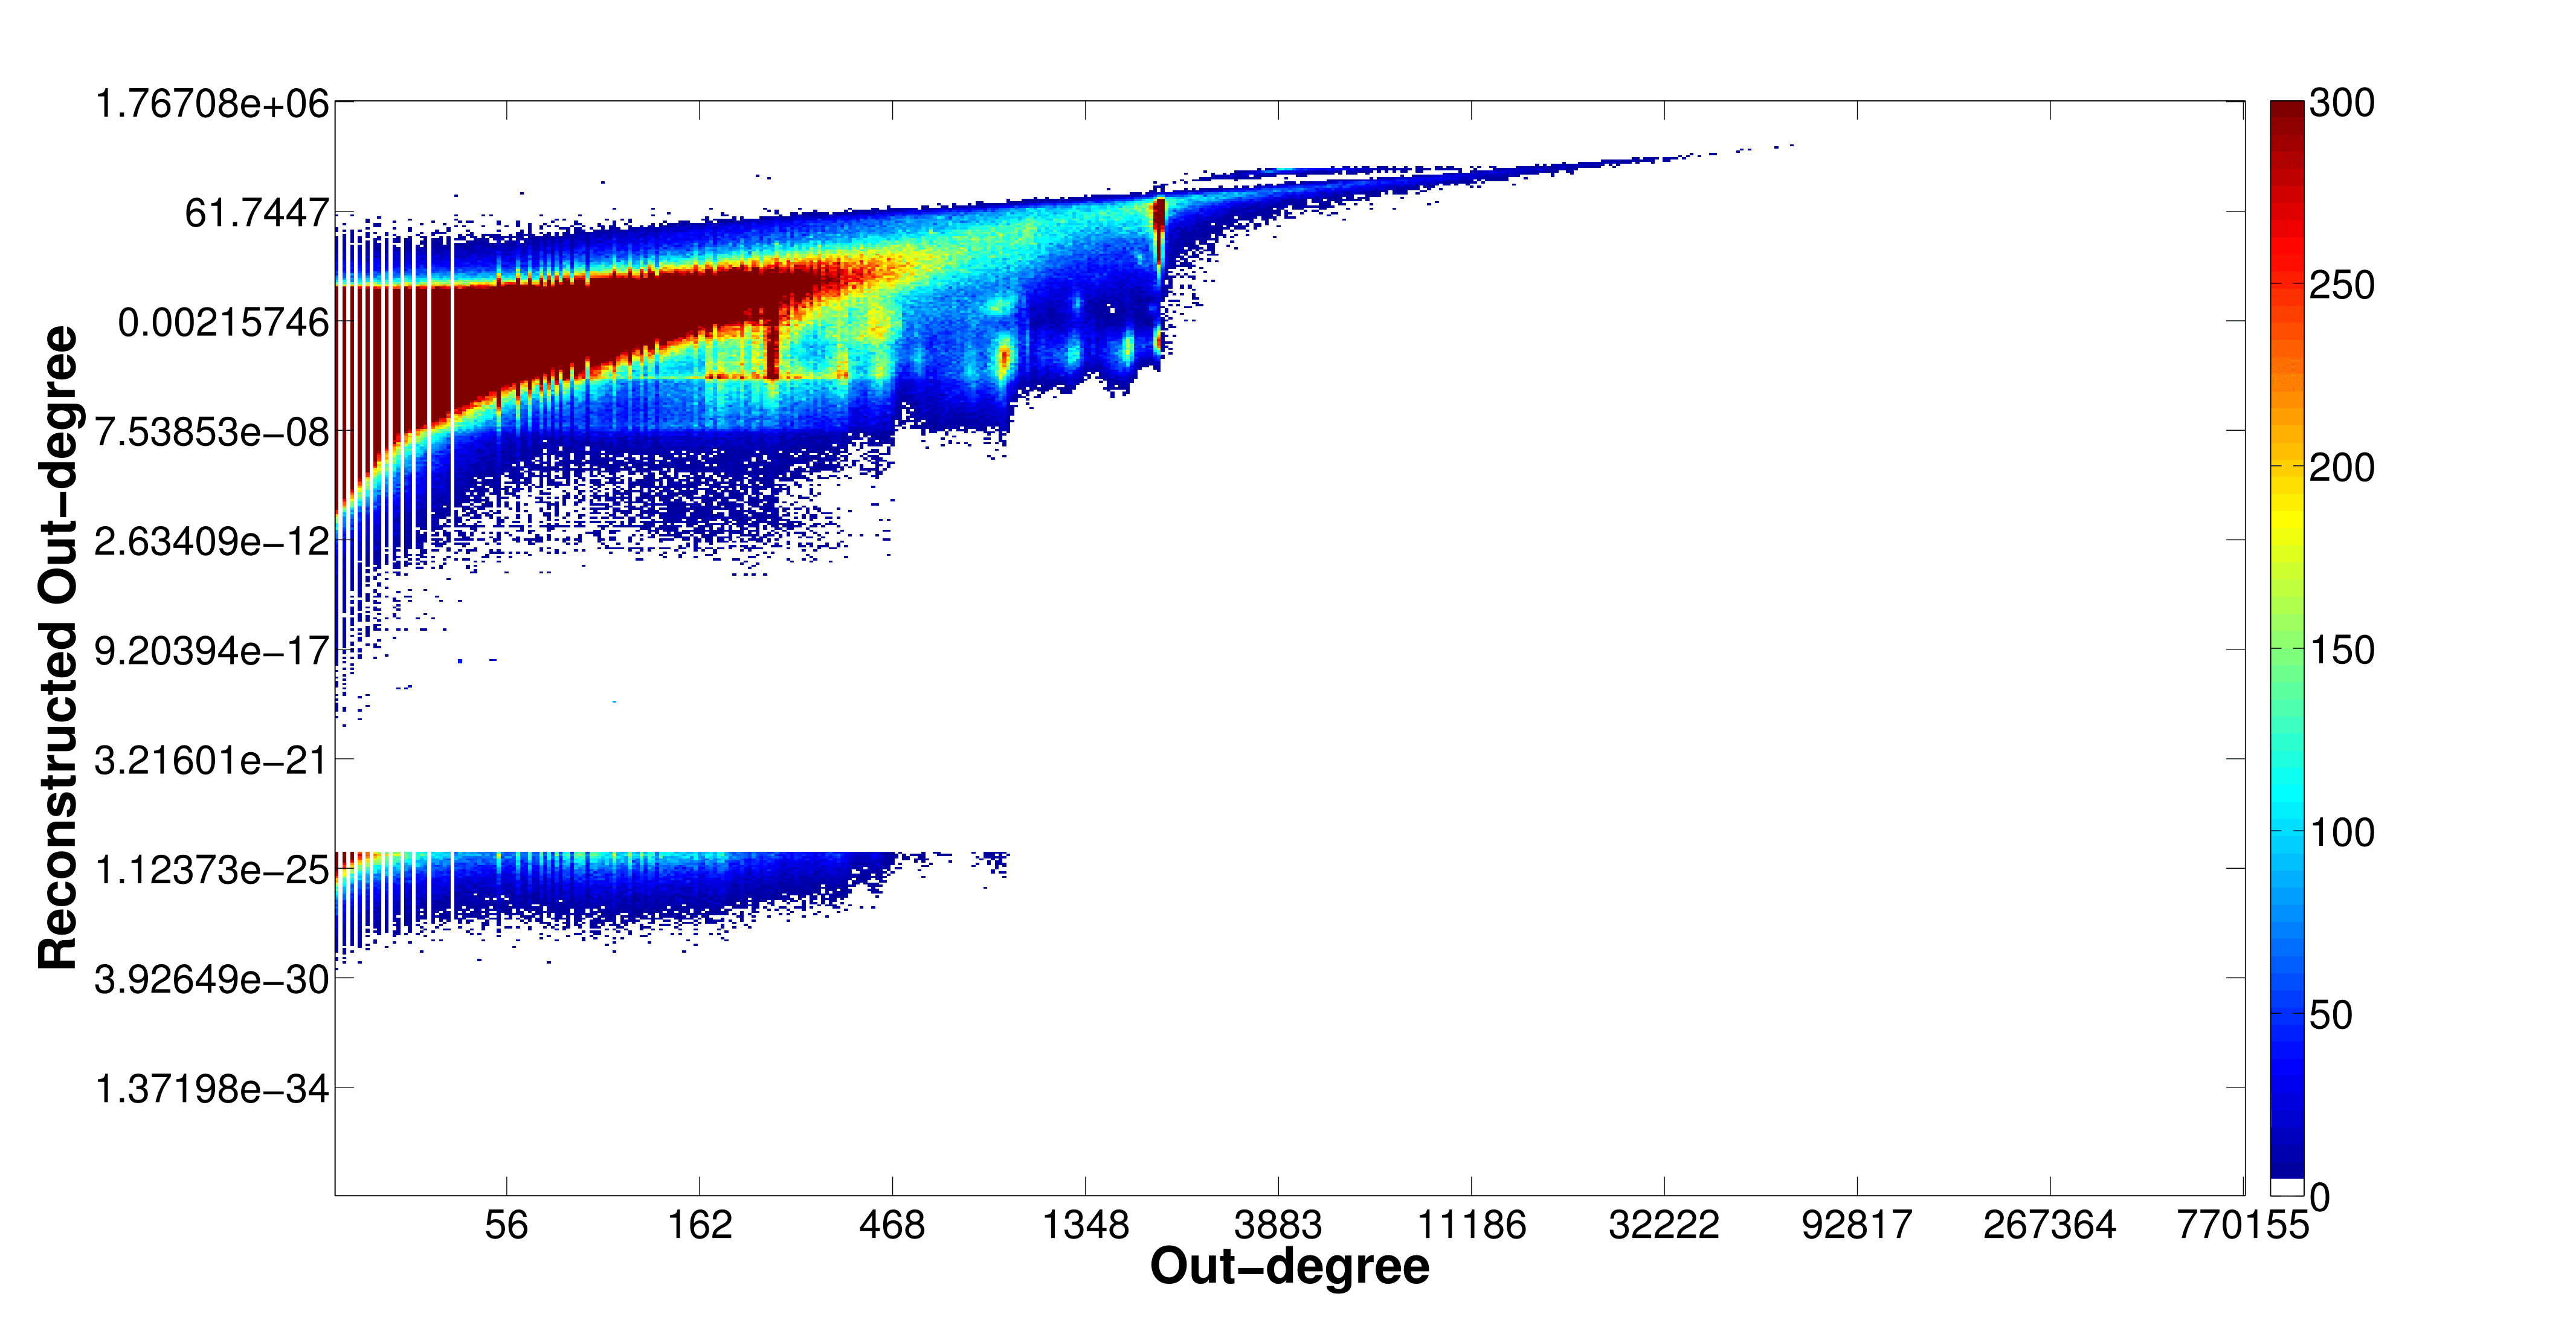 1.76708e+06
61.7447
0.00215746
7.53853e−08
2.63409e−12
9.20394e−17
3.21601e−21
1.12373e−25
3.92649e−30
1.37198e−34
Reconstructed Out−degree
56 162 468 1348 3883 11186 32222 92817 267364 770155
Out−degree
300
250
200
150
100
50
0